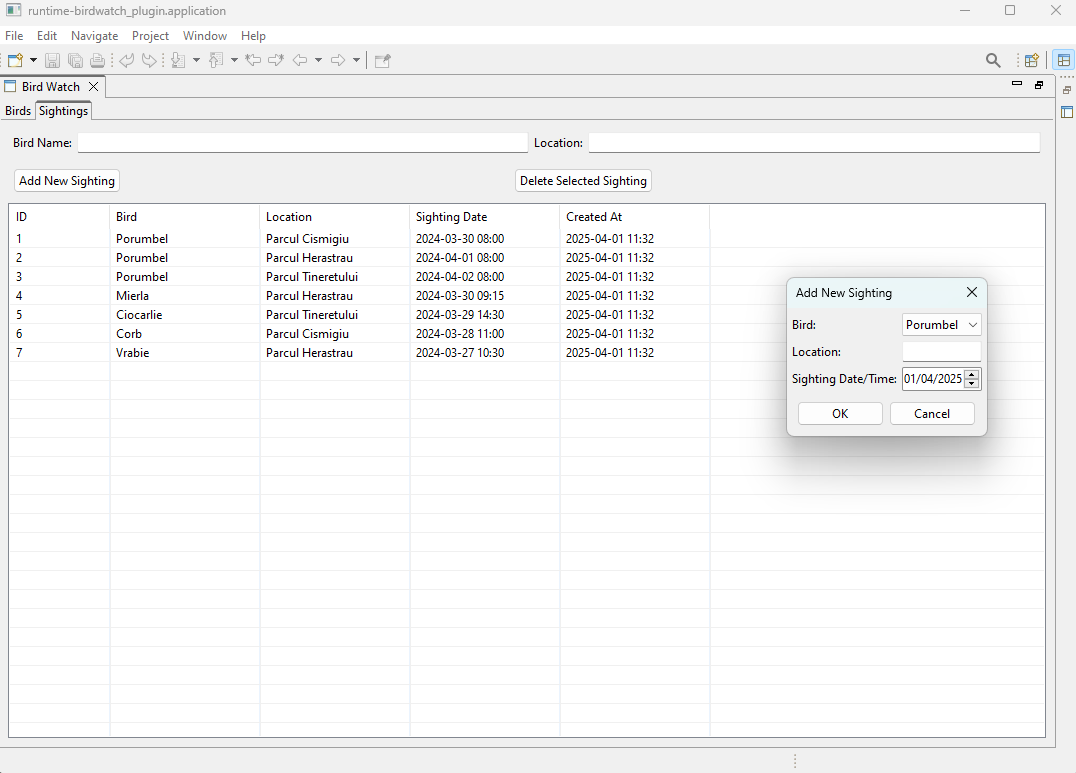 runtime-birdwatch_plugin.application
File Edit Navigate Project Window Help
Bird Watch
Birds Sightings
Bird Name: Location:
Add New Sighting Delete Selected Sighting
ID Bird Location Sighting Date Created At
1 Porumbel Parcul Cismigiu 2024-03-30 08:00 2025-04-01 11:32
2 Porumbel Parcul Herastrau 2024-04-01 08:00 2025-04-01 11:32
3 Porumbel Parcul Tineretului 2024-04-02 08:00 2025-04-01 11:32
4 Mierla Parcul Herastrau 2024-03-30 09:15 2025-04-01 11:32
5 Ciocarlie Parcul Tineretului 2024-03-29 14:30 2025-04-01 11:32
6 Corb Parcul Cismigiu 2024-03-28 11:00 2025-04-01 11:32
7 Vrabie Parcul Herastrau 2024-03-27 10:30 2025-04-01 11:32
Add New Sighting
Bird: Porumbel
Location:
Sighting Date/Time: 01/04/2025
OK Cancel